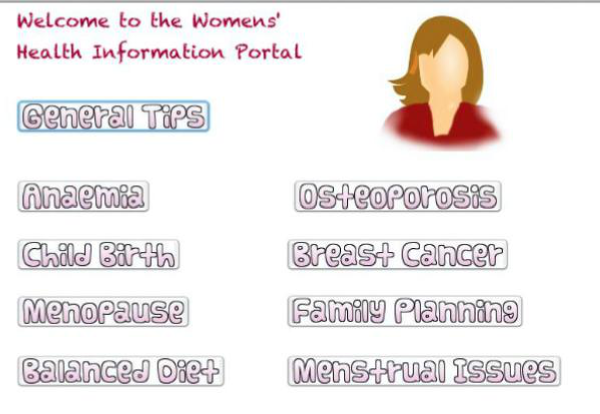 Welcome to the Womens'
Health Information Portal
General Tips
Anaemia
Osteoporosis
Child Birth
Breast Cancer
Menopause
Family Planning
Balanced Diet
Menstrual Issues